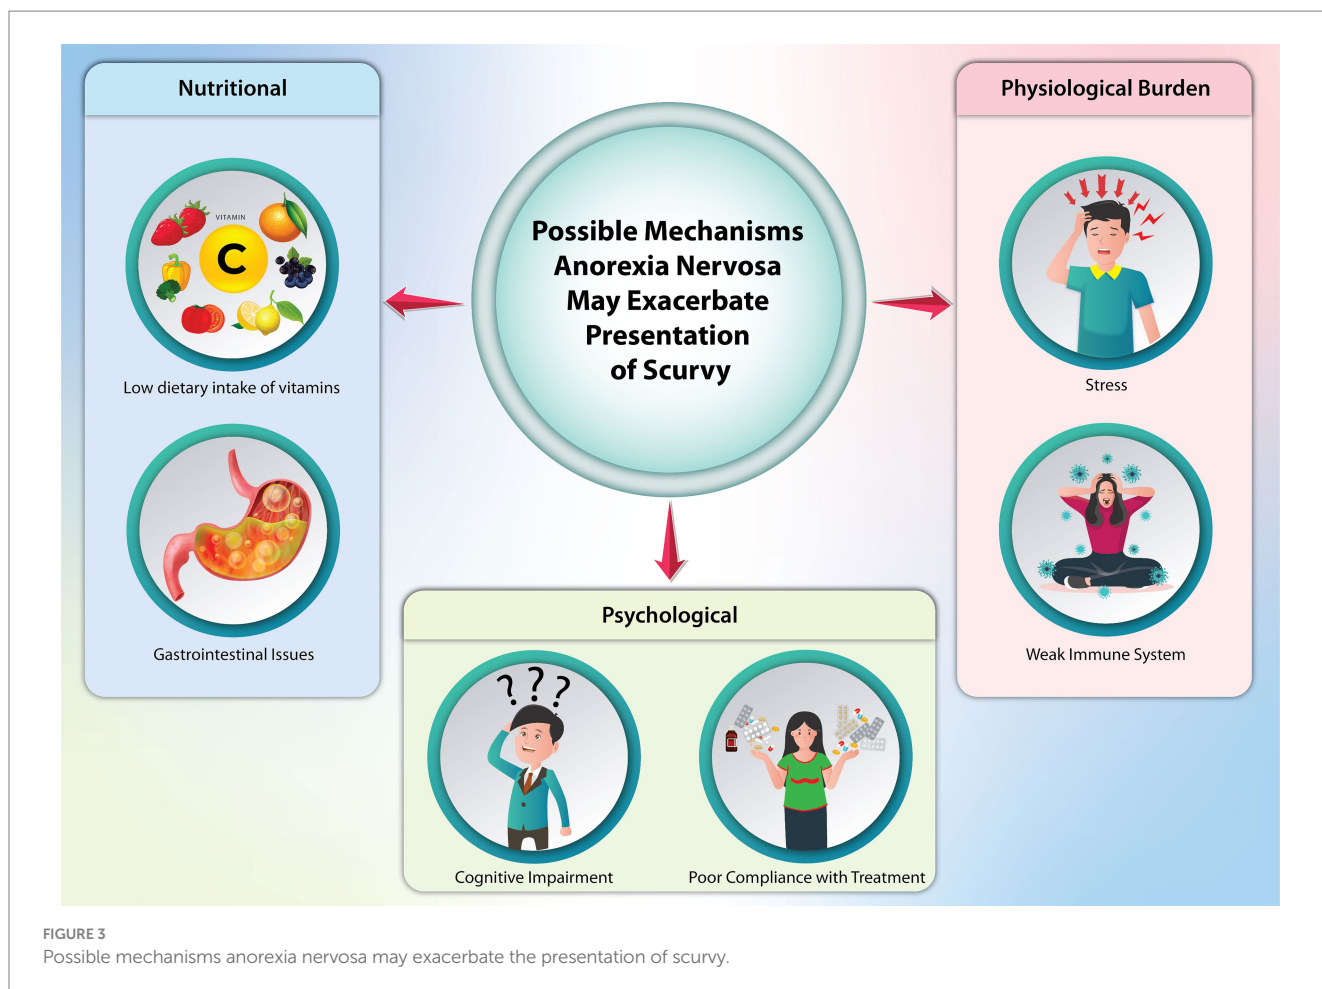 Nutritional
VITAMIN
C
Low dietary intake of vitamins
Gastrointestinal Issues
Possible Mechanisms
Anorexia Nervosa
May Exacerbate
Presentation
of Scurvy
Physiological Burden
Stress
Weak Immune System
Psychological
? ? ?
Cognitive Impairment
Poor Compliance with Treatment
FIGURE 3
Possible mechanisms anorexia nervosa may exacerbate the presentation of scurvy.